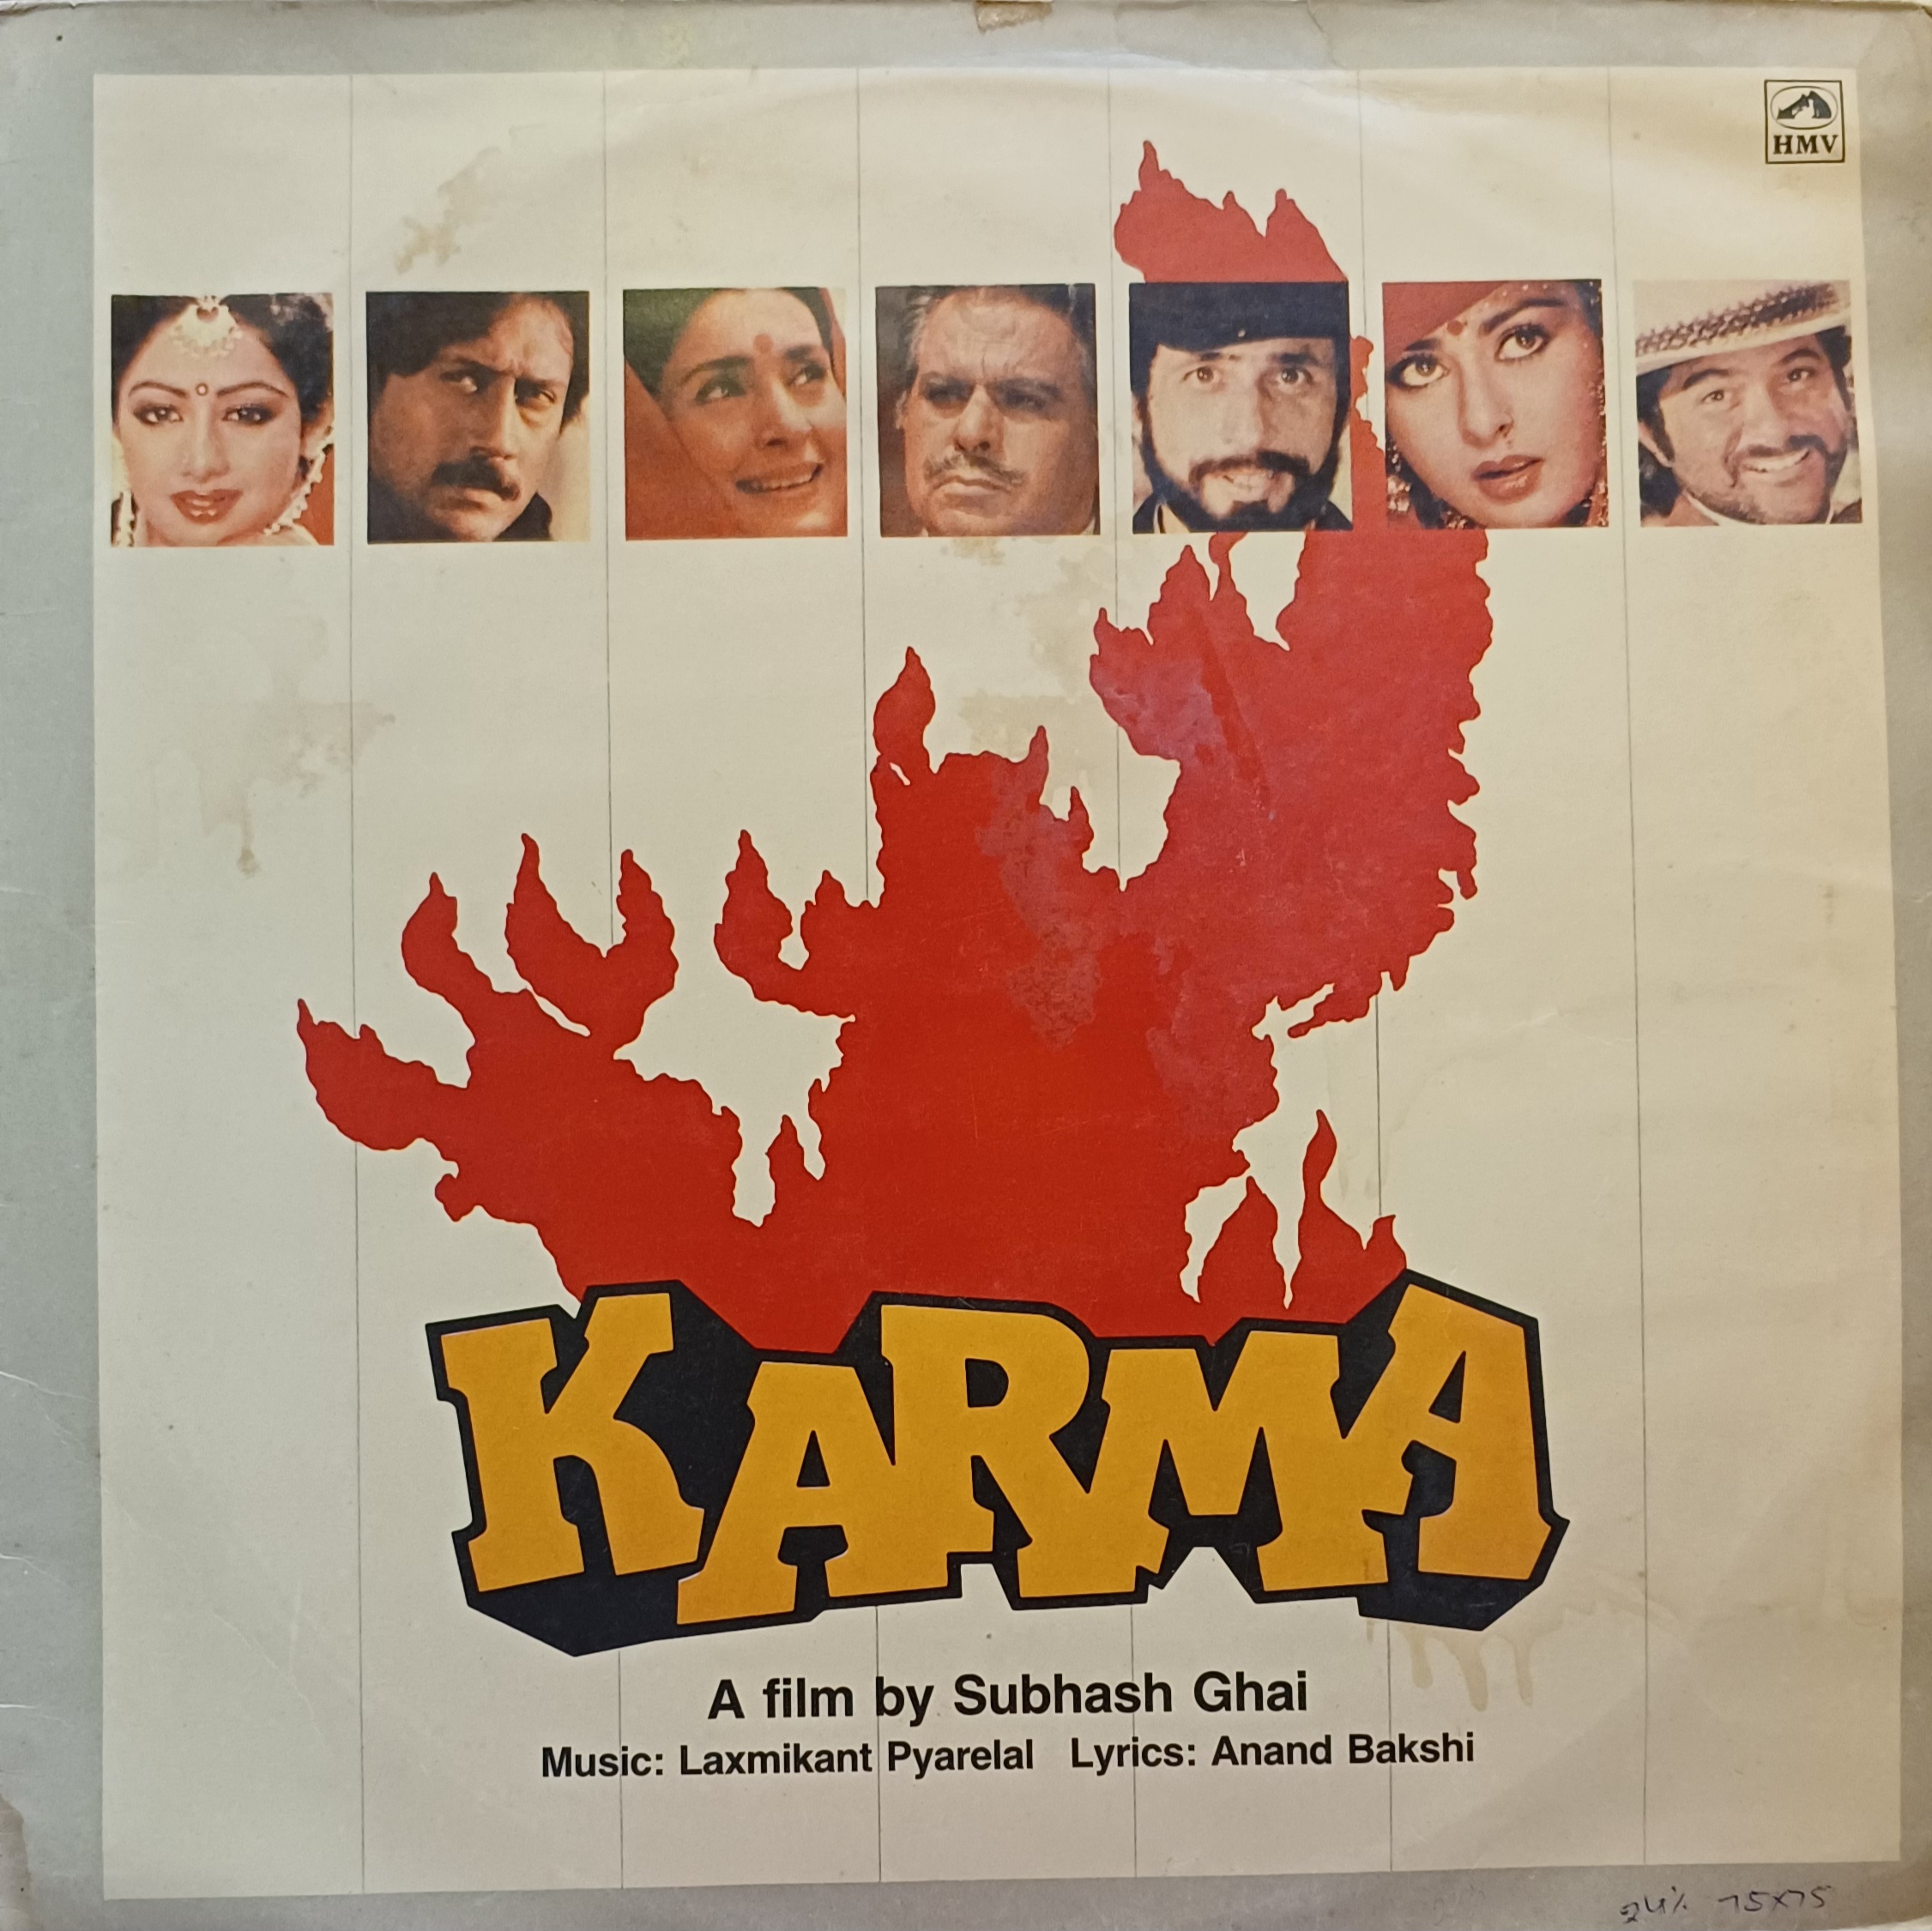 HMV
KARMA
A film by Subhash Ghai
Music: Laxmikant Pyarelal Lyrics: Anand Bakshi
75x75